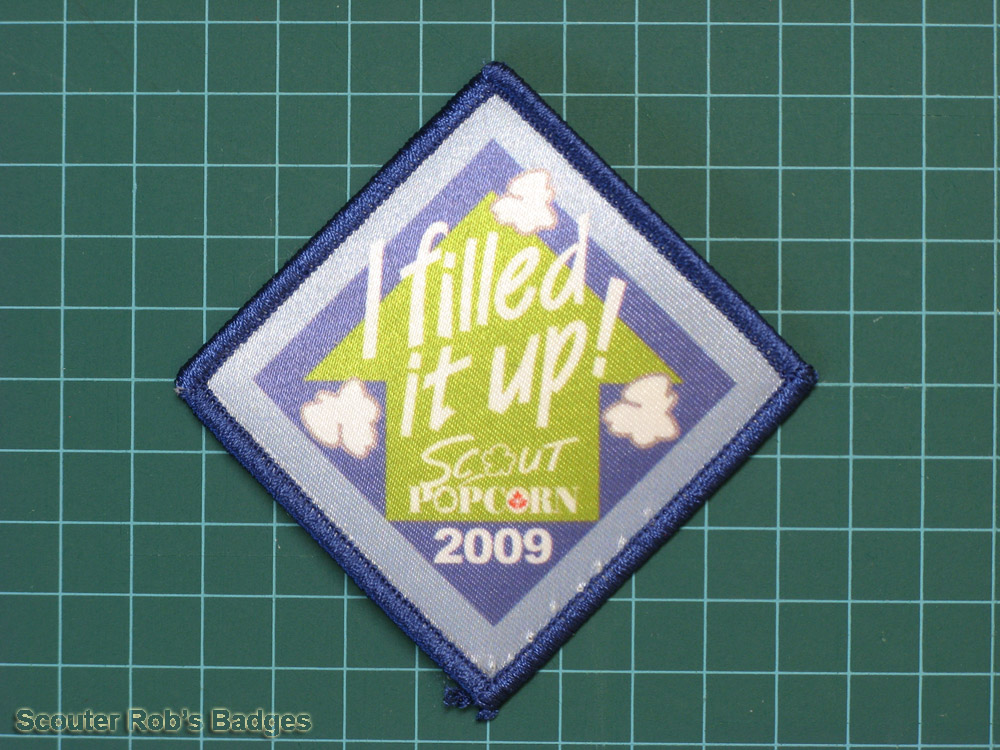 I filled
it up!
SCOUT
POPCORN
2009
Scouter Rob's Badges